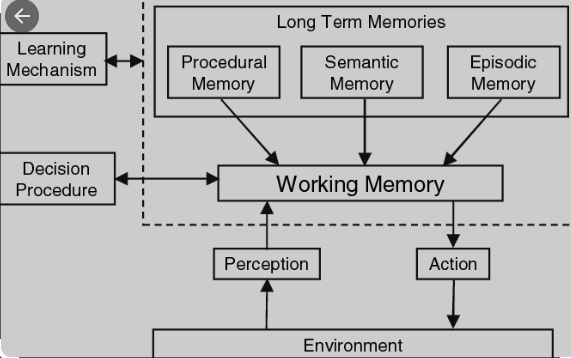 Long Term Memories
Learning
Mechanism
Procedural
Memory
Semantic
Memory
Episodic
Memory
Decision
Procedure
Working Memory
Perception
Action
Environment